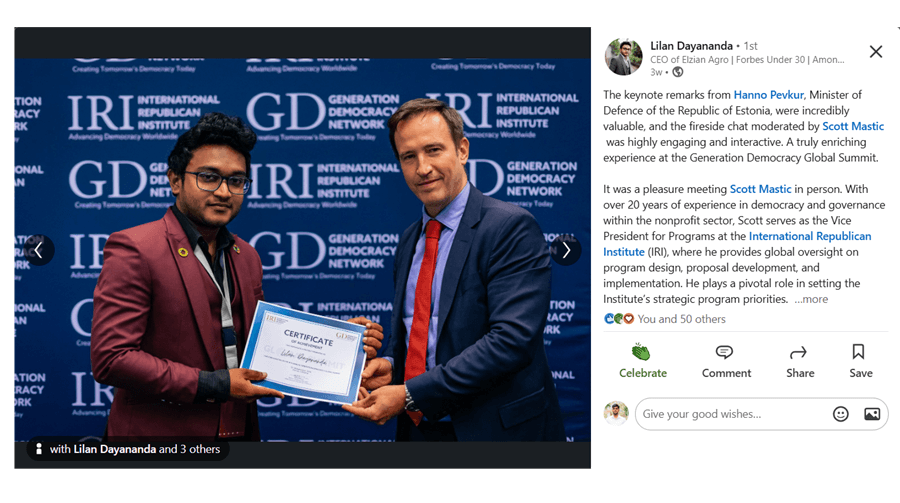 Creating Tomorrow's Democracy Today
Advancing Democracy Worldwide
IRI INTERNATIONAL REPUBLICAN INSTITUTE
Advancing Democracy Worldwide
GD GENERATION DEMOCRACY NETWORK
Creating Tomorrow's Democracy Today
IRI INTERNATIONAL REPUBLICAN INSTITUTE
Advancing Democracy Worldwide
GD
Creating Tomorrow's Democracy Today
IRI INTERNATIONAL REPUBLICAN INSTITUTE
GENERATION DEMOCRACY NETWORK
IRI
GD GENERATION DEMOCRACY NETWORK
IRI
GD
IRI
CERTIFICATE
OF ACHIEVEMENT
Lilan Dayananda
with Lilan Dayananda and 3 others
Lilan Dayananda • 1st
CEO of Elzian Agro | Forbes Under 30 | Amon...
3w •
The keynote remarks from Hanno Pevkur, Minister of
Defence of the Republic of Estonia, were incredibly
valuable, and the fireside chat moderated by Scott Mastic
was highly engaging and interactive. A truly enriching
experience at the Generation Democracy Global Summit.
It was a pleasure meeting Scott Mastic in person. With
over 20 years of experience in democracy and governance
within the nonprofit sector, Scott serves as the Vice
President for Programs at the International Republican
Institute (IRI), where he provides global oversight on
program design, proposal development, and
implementation. He plays a pivotal role in setting the
Institute's strategic program priorities. ...more
You and 50 others
Celebrate
Comment
Share
Save
Give your good wishes...